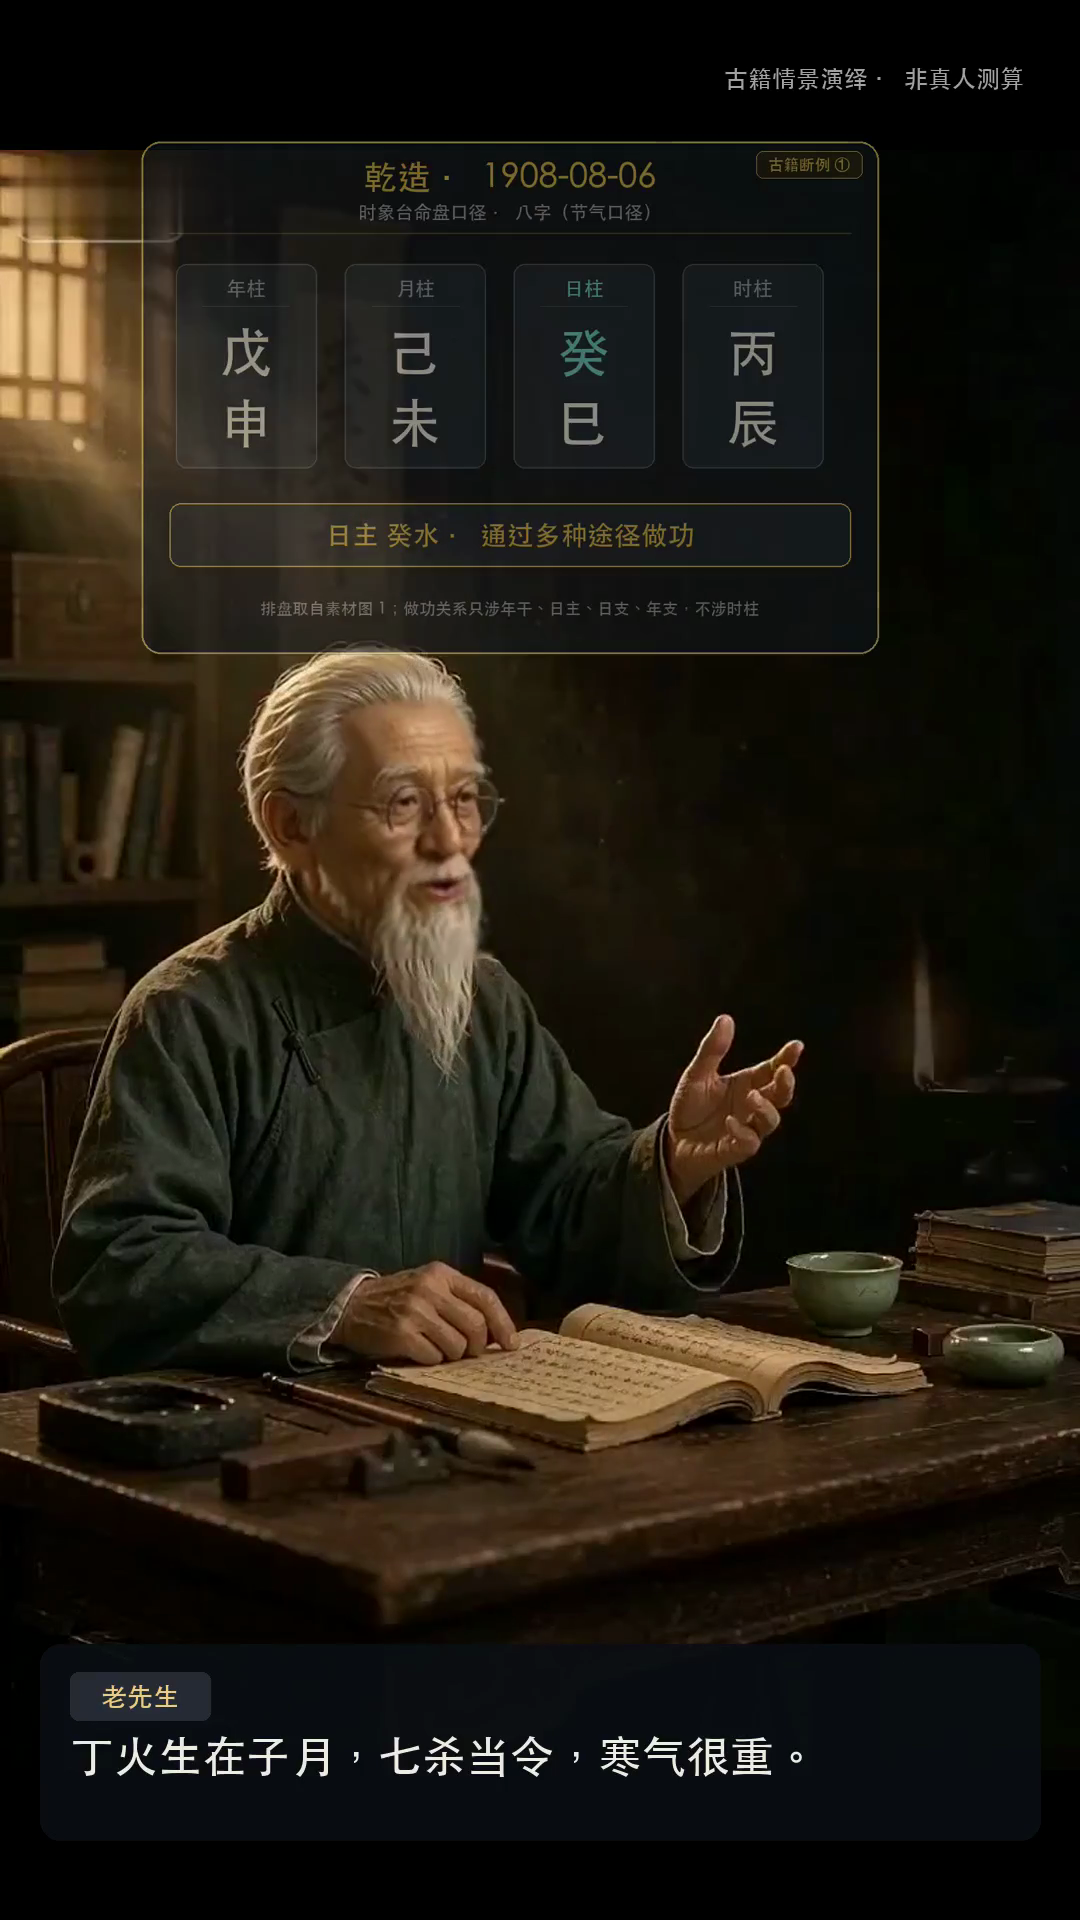 古籍情景演绎· 非真人测算
乾造· 1908-08-06
古籍断例①
时象台命盘口径· 八字（节气口径）
年柱 月柱 日柱 时柱
戊 己 癸 丙
申 未 巳 辰
日主 癸水· 通过多种途径做功
排盘取自素材图 1；做功关系只涉年干、日主、日支、年支·不涉时柱
老先生
丁火生在子月，七杀当令，寒气很重。